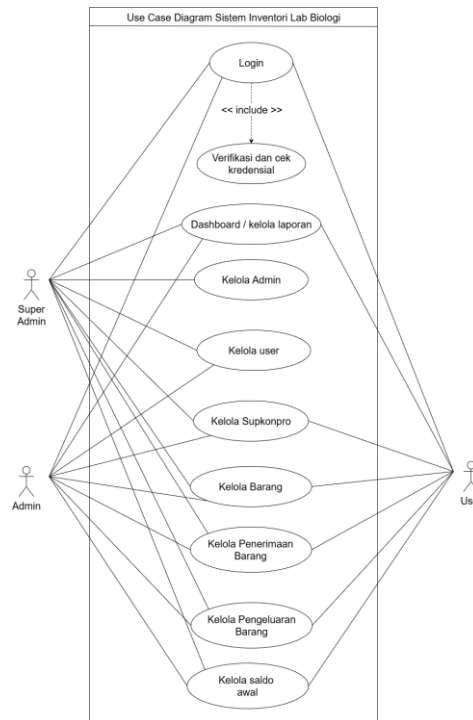 Use Case Diagram Sistem Inventori Lab Biologi
Login
<< include >>
Verifikasi dan cek
kredensial
Dashboard / kelola laporan
Kelola Admin
Super
Admin
Kelola user
Kelola Supkonpro
Kelola Barang
Admin
Use
Kelola Penerimaan
Barang
Kelola Pengeluaran
Barang
Kelola saldo
awal